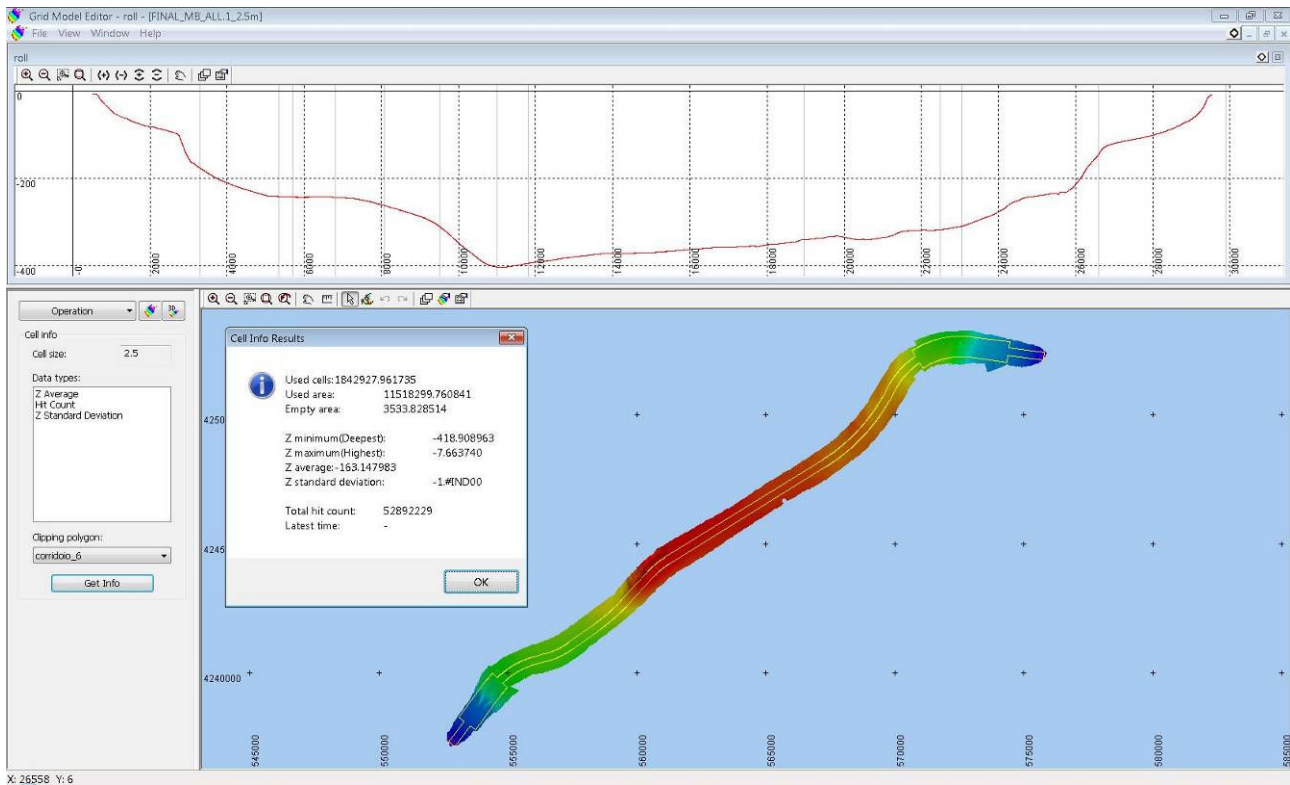 Grid Model Editor - roll - [FINAL_MB_ALL.1_2.5m]
File View Window Help
roll
0
-200
-400
-0
2000
4000
6000
8000
10000
12000
14000
16000
18000
20000
22000
24000
26000
28000
30000
Operation
3D
Cell info
Cell size: 2.5
Data types:
Z Average
Hit Count
Z Standard Deviation
Clipping polygon:
corridoio_6
Get Info
Cell Info Results
Used cells:1842927.961735
Used area: 11518299.760841
Empty area: 3533.828514
Z minimum(Deepest): -418.908963
Z maximum(Highest): -7.663740
Z average:-163.147983
Z standard deviation: -1.#IND00
Total hit count: 52892229
Latest time: -
OK
4250
4245
4240000
545000
550000
555000
560000
565000
570000
575000
580000
58500
X: 26558 Y: 6